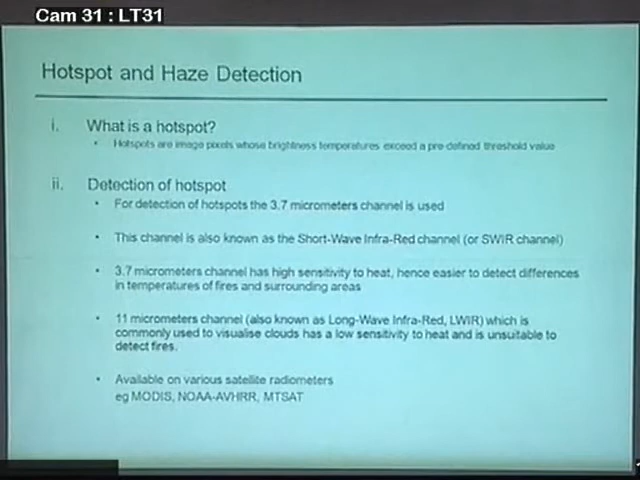 Cam 31 : LT31
Hotspot and Haze Detection
i. What is a hotspot?
• Hotspots are image pixels whose brightness temperatures exceed a pre-defined threshold value
ii. Detection of hotspot
• For detection of hotspots the 3.7 micrometers channel is used
• This channel is also known as the Short-Wave Infra-Red channel (or SWIR channel)
• 3.7 micrometers channel has high sensitivity to heat, hence easier to detect differences
in temperatures of fires and surrounding areas
• 11 micrometers channel (also known as Long-Wave Infra-Red, LWIR) which is
commonly used to visualise clouds has a low sensitivity to heat and is unsuitable to
detect fires.
• Available on various satellite radiometers
eg MODIS, NOAA-AVHRR, MTSAT